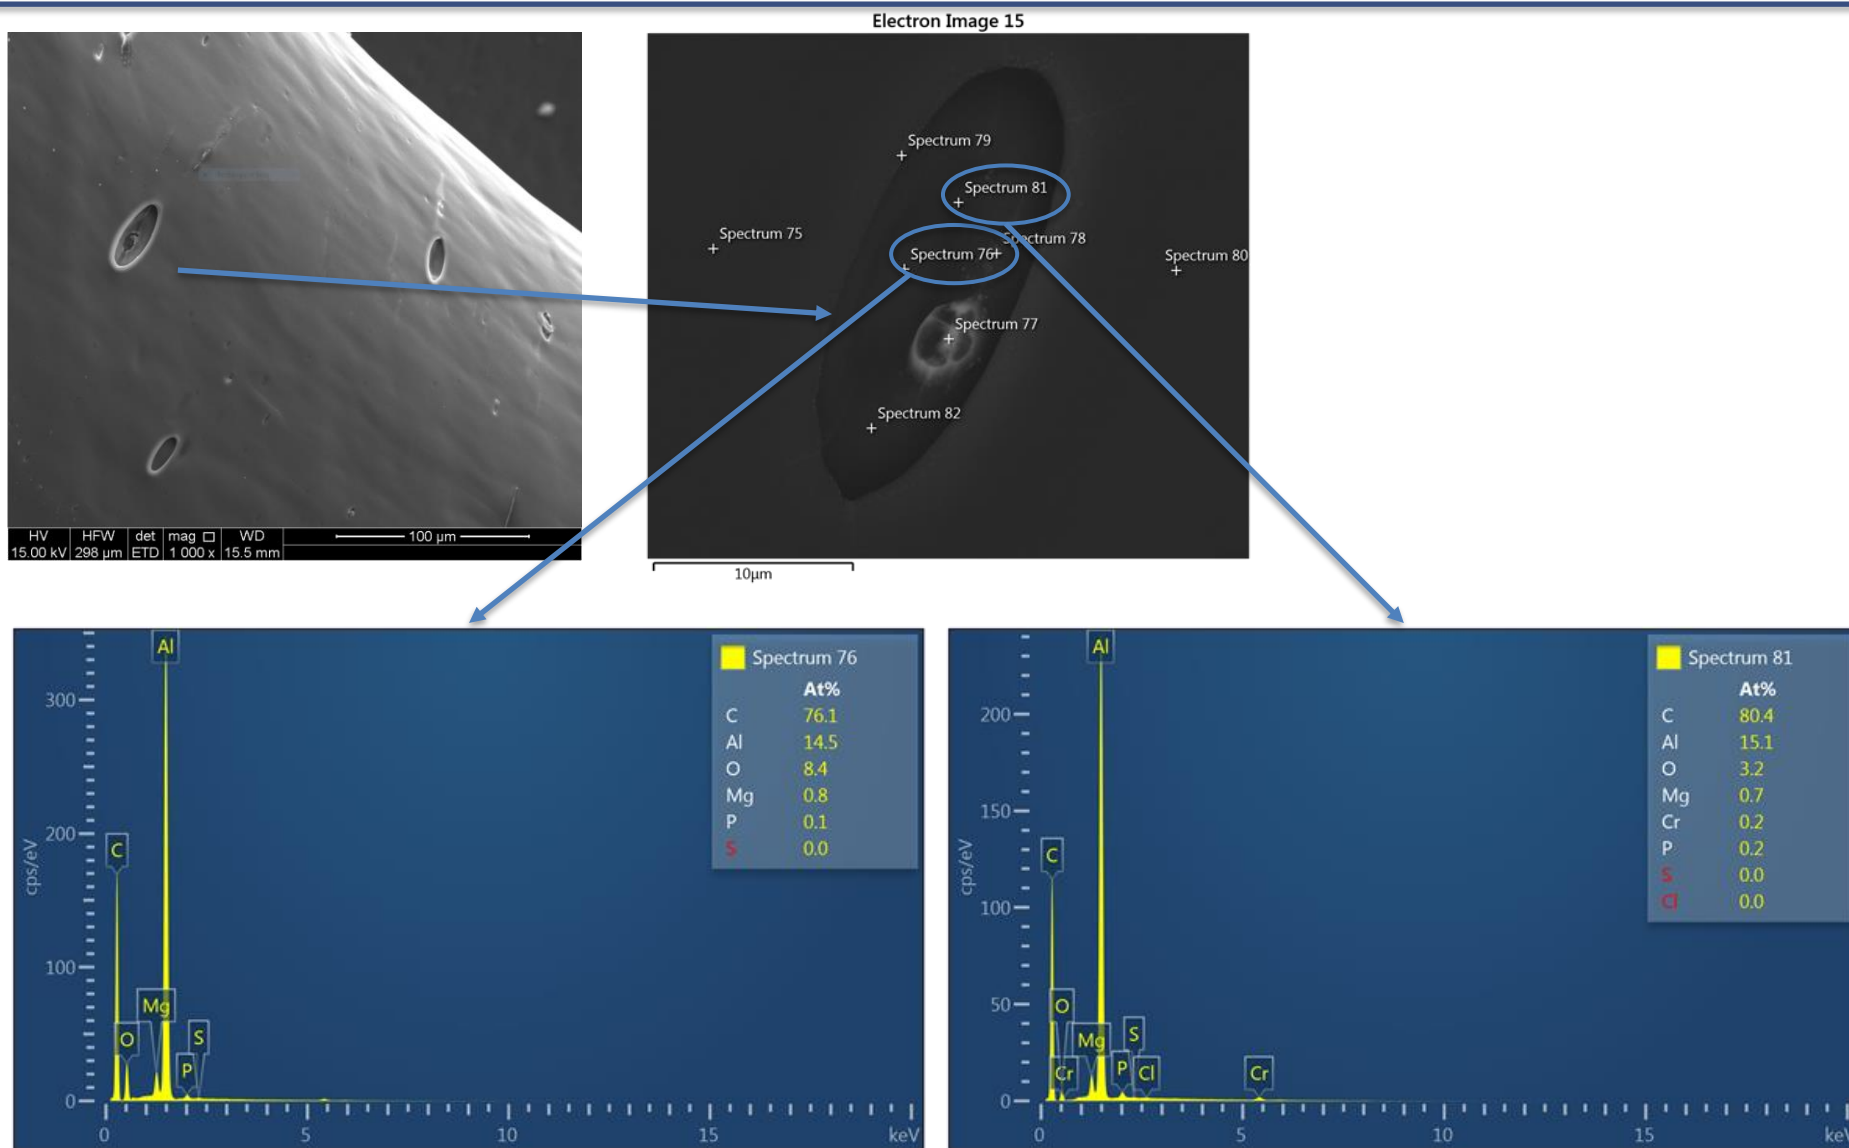 Electron Image 15
Spectrum 79
Spectrum 81
Spectrum 75
Spectrum 78
Spectrum 76
Spectrum 80
Spectrum 77
Spectrum 82
HV HFW det mag WD 100 µm
15.00 kV 298 µm ETD 1 000 x 15.5 mm
10µm
Spectrum 76
At%
C 76.1
Al 14.5
O 8.4
Mg 0.8
P 0.1
S 0.0
Al
C
Mg
O
S
P
300
200
100
0
cps/eV
0 5 10 15 keV
Spectrum 81
At%
C 80.4
Al 15.1
O 3.2
Mg 0.7
Cr 0.2
P 0.2
S 0.0
Cl 0.0
Al
C
O
Mg
S
Cr
P
Cl
Cr
200
150
100
50
0
cps/eV
0 5 10 15 keV